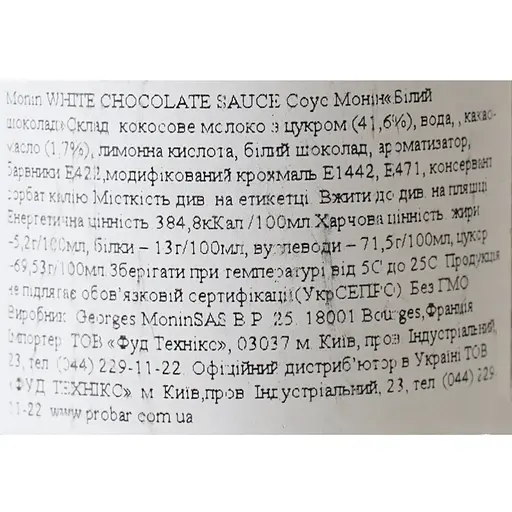 Monin WHITE CHOCOLATE SAUCE Соус Монін«Білий
шоколад»Склад кокосове молоко з цукром (41,6%), вода, , какао-
масло (1,7%), лимонна кислота, білий шоколад, ароматизатор,
барвники Е422,модифікований крохмаль Е1442, Е471, консервант
сорбат калію Місткість див. на етикетці. Вжити до див. на пляшці
Енергетична цінність 384,8кКал /100мл.Харчова цінність жири
–5,2г/100мл, білки – 13г/100мл, вуглеводи – 71,5г/100мл, цукор
–69,53г/100мл.Зберігати при температурі від 5С до 25С Продукція
не підлягає обов'язковій сертифікації(УкрСЕПРО) Без ГМО
Виробник: Georges MoninSAS B.P. 25. 18001 Bourges,Франція
Імпортер ТОВ «Фуд Технікс», 03037 м. Київ, пров Індустріальний,
23, тел (044) 229-11-22. Офіційний дистриб'ютор в Україні ТОВ
«ФУД ТЕХНІКС» м Київ,пров Індустріальний, 23, тел (044) 229
11-22 www.probar.com.ua